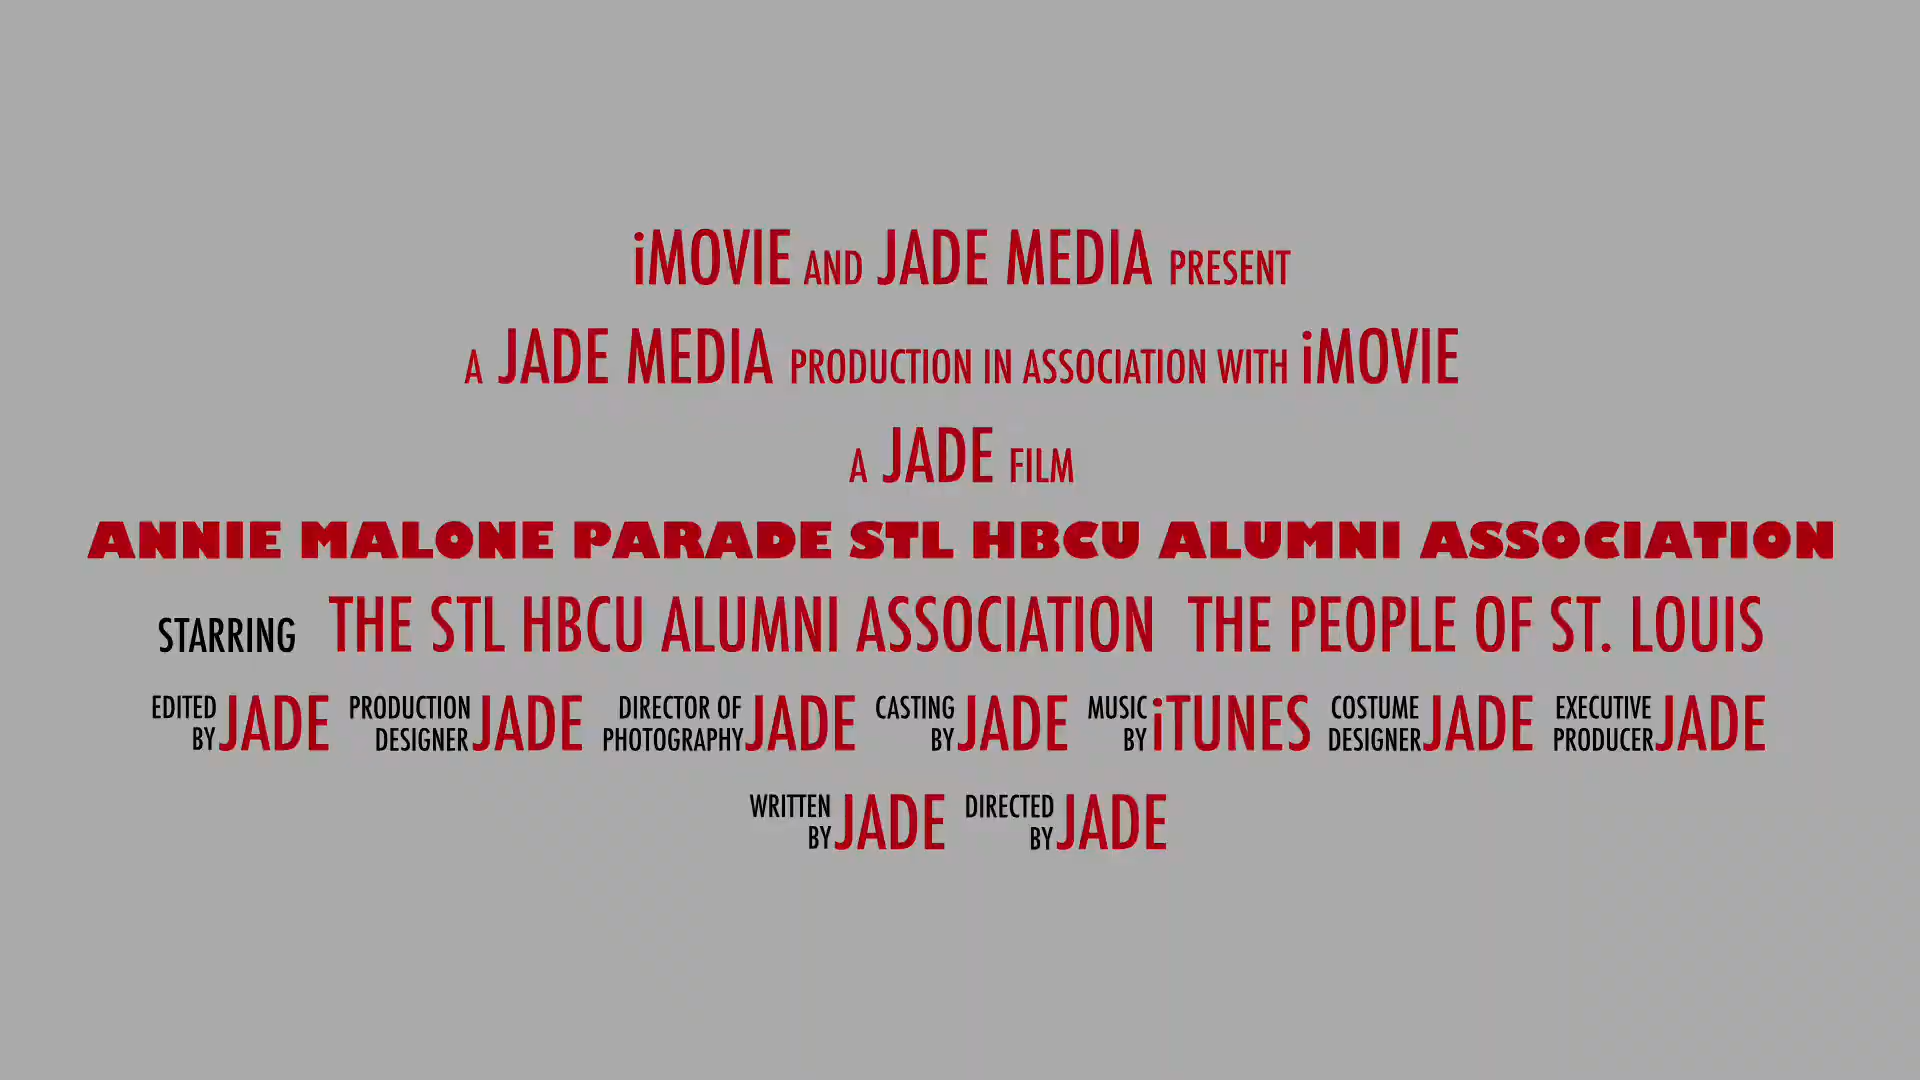 iMOVIE AND JADE MEDIA PRESENT
A JADE MEDIA PRODUCTION IN ASSOCIATION WITH iMOVIE
A JADE FILM
ANNIE MALONE PARADE STL HBCU ALUMNI ASSOCIATION
STARRING THE STL HBCU ALUMNI ASSOCIATION THE PEOPLE OF ST. LOUIS
EDITED BY JADE PRODUCTION DESIGNER JADE DIRECTOR OF PHOTOGRAPHY JADE CASTING BY JADE MUSIC BY iTUNES COSTUME DESIGNER JADE EXECUTIVE PRODUCER JADE
WRITTEN BY JADE DIRECTED BY JADE